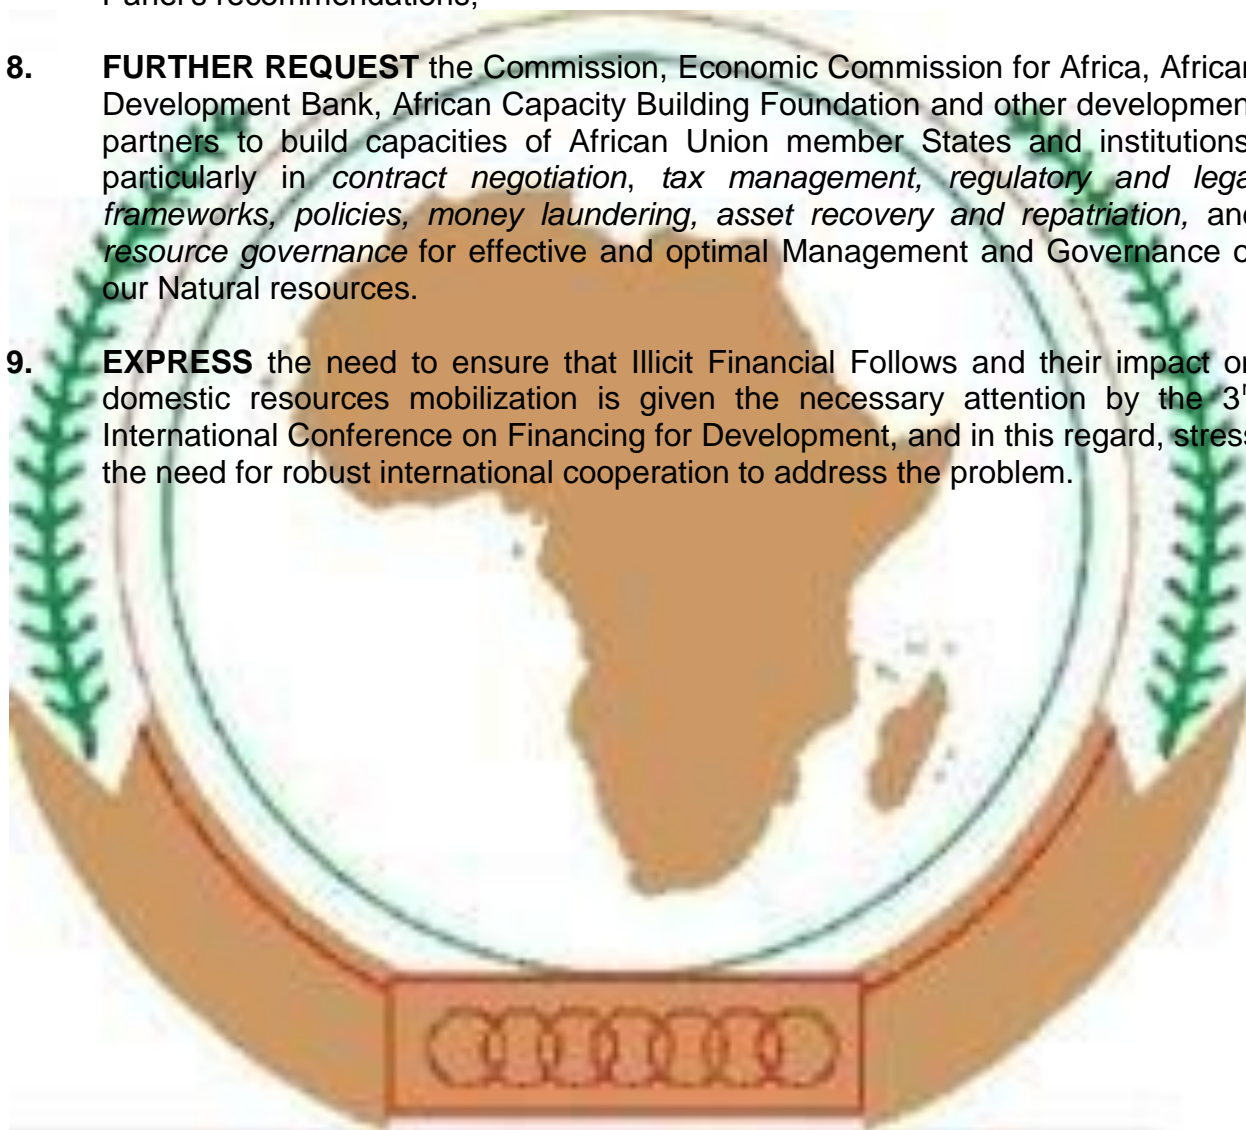 Panel's recommendations;
8. FURTHER REQUEST the Commission, Economic Commission for Africa, African
Development Bank, African Capacity Building Foundation and other development
partners to build capacities of African Union member States and institutions
particularly in contract negotiation, tax management, regulatory and legal
frameworks, policies, money laundering, asset recovery and repatriation, and
resource governance for effective and optimal Management and Governance of
our Natural resources.
9. EXPRESS the need to ensure that Illicit Financial Follows and their impact on
domestic resources mobilization is given the necessary attention by the 3r
International Conference on Financing for Development, and in this regard, stress
the need for robust international cooperation to address the problem.